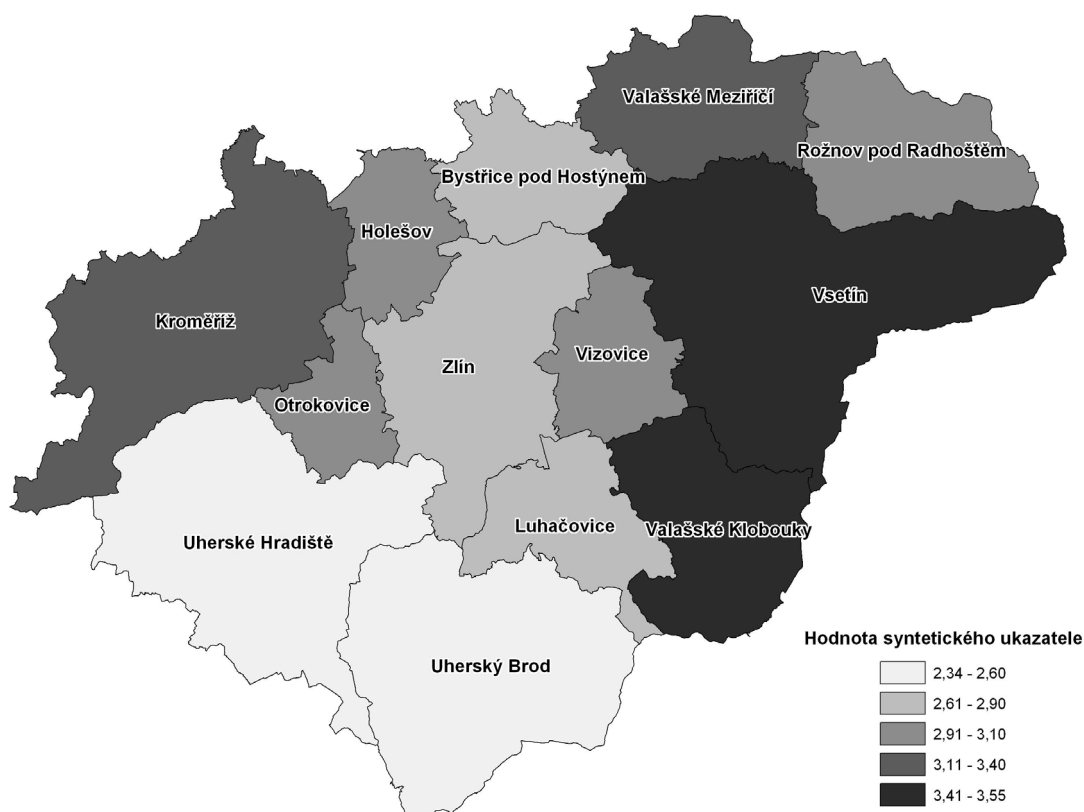 Valašské Meziříčí
Rožnov pod Radhoštěm
Bystřice pod Hostýnem
Holešov
Vsetín
Kroměříž
Vizovice
Zlín
Otrokovice
Luhačovice
Valašské Klobouky
Uherské Hradiště
Uherský Brod
Hodnota syntetického ukazatele
2,34 - 2,60
2,61 - 2,90
2,91 - 3,10
3,11 - 3,40
3,41 - 3,55